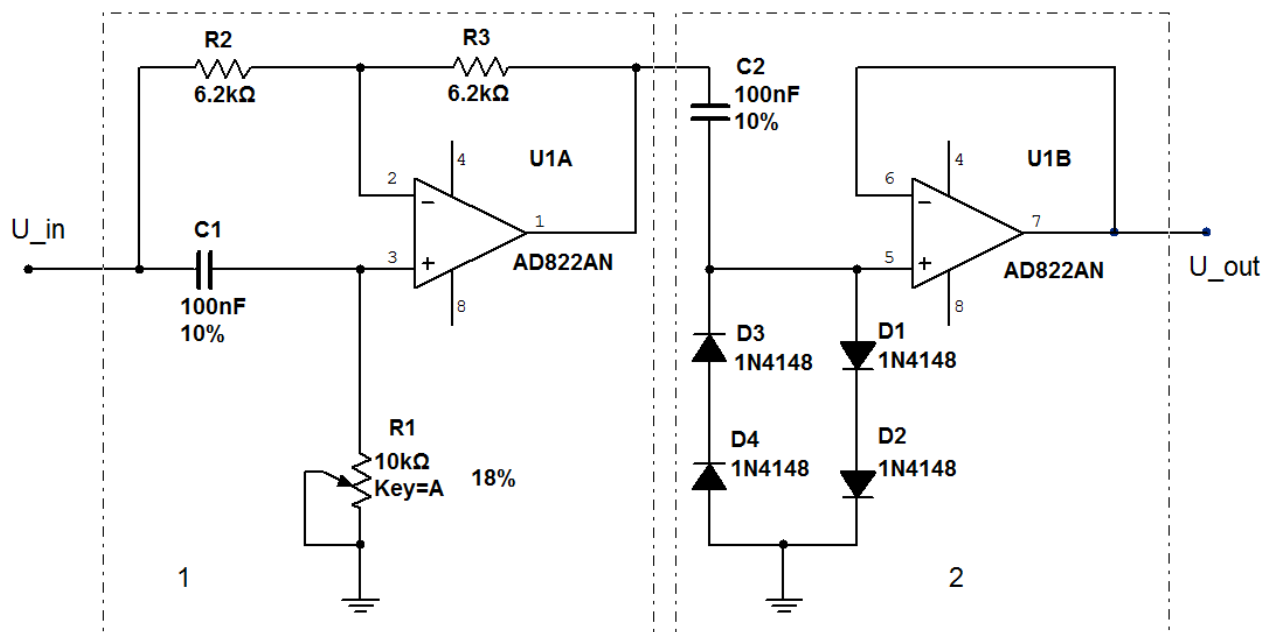 R2
6.2kΩ
R3
6.2kΩ
C2
100nF
10%
4
U1A
2
1
3
AD822AN
8
U_in
C1
100nF
10%
4
U1B
6
7
5
AD822AN
8
U_out
D3
1N4148
D1
1N4148
R1
10kΩ
Key=A
18%
D4
1N4148
D2
1N4148
1
2